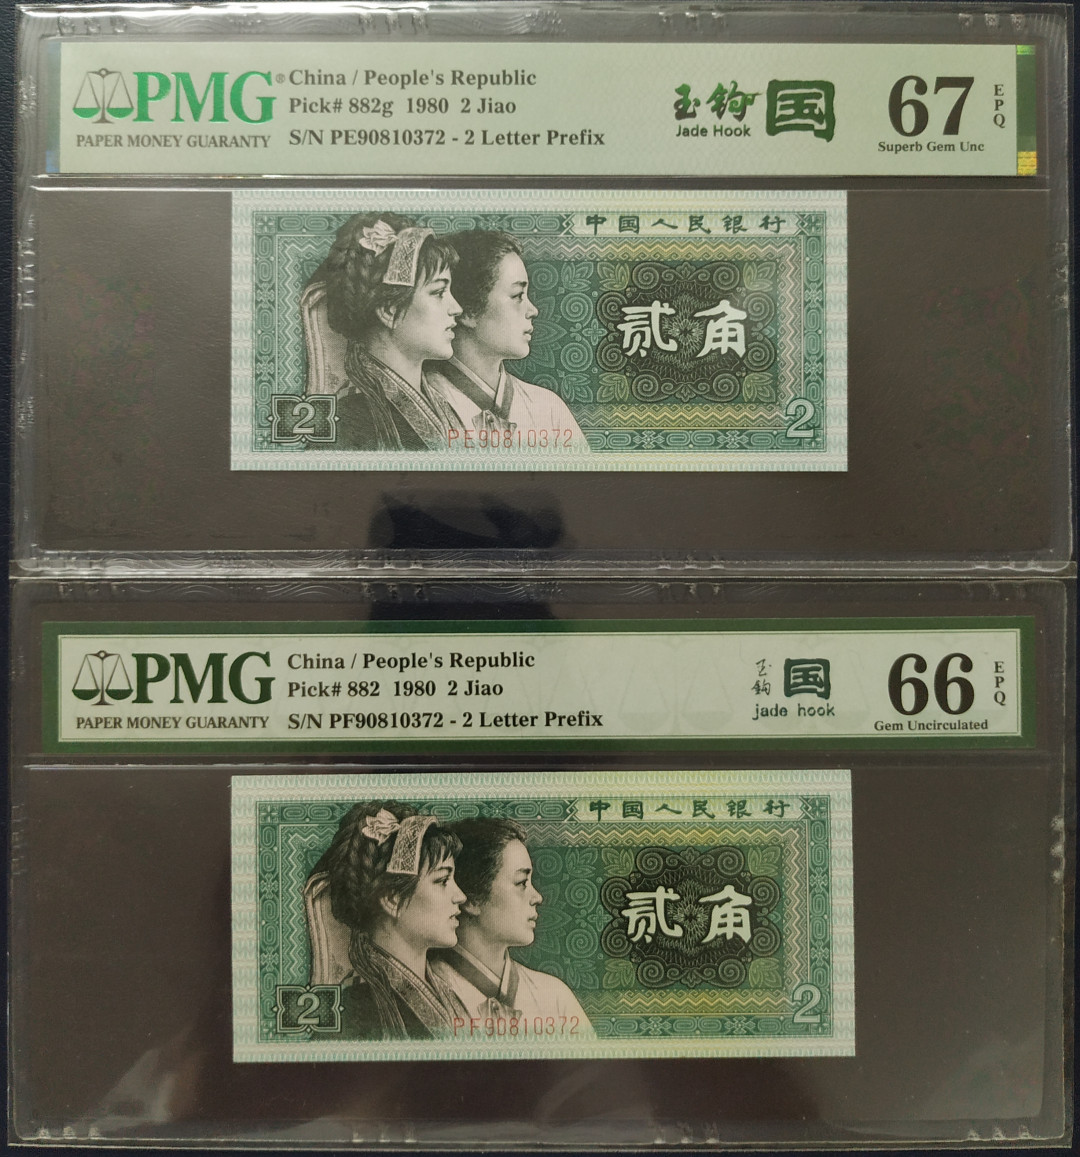 PMG®
PAPER MONEY GUARANTY
China / People's Republic
Pick# 882g 1980 2 Jiao
S/N PE90810372 - 2 Letter Prefix
玉钩国
Jade Hook
67
EPQ
Superb Gem Unc
中国人民银行
贰角
2
2
PE90810372
PMG
PAPER MONEY GUARANTY
China / People's Republic
Pick# 882 1980 2 Jiao
S/N PF90810372 - 2 Letter Prefix
玉钩国
jade hook
66
EPQ
Gem Uncirculated
中国人民银行
贰角
2
2
PF90810372